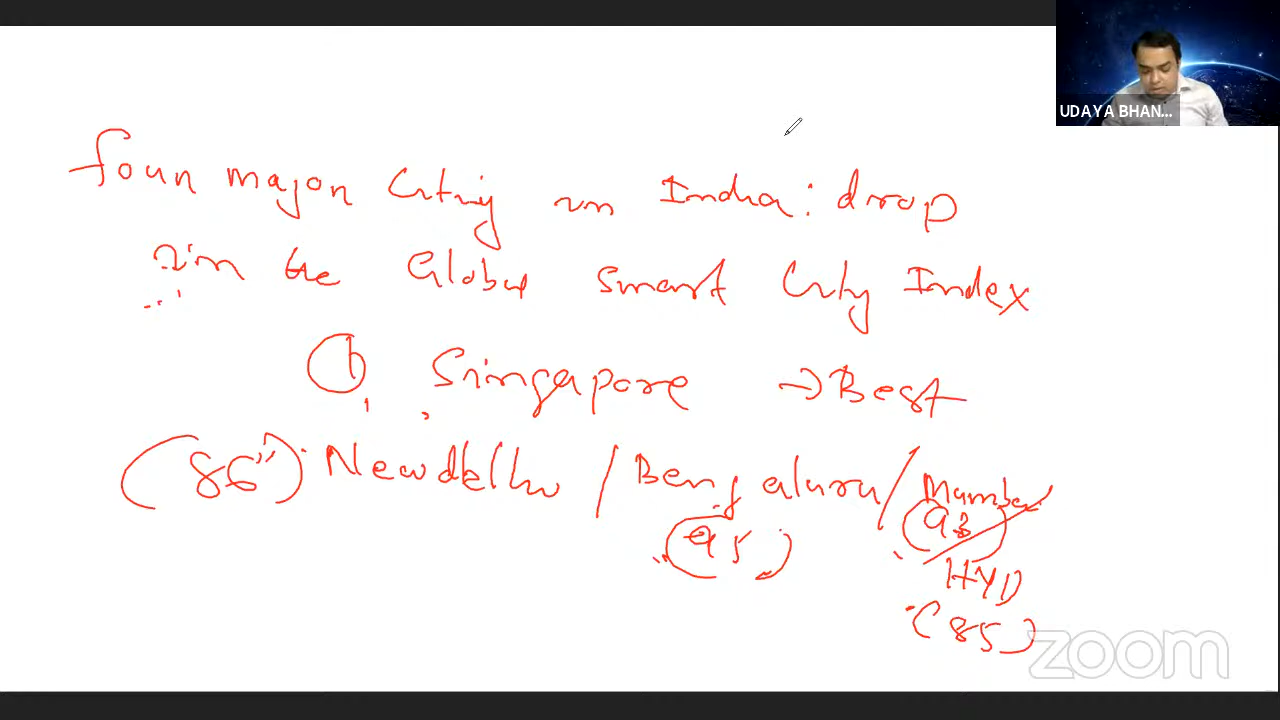 UDAYA BHAN...
four major City in India: drop
in the Global Smart City Index
① Singapore → Best
(86") New delhi / Bengaluru / Mumbai
(95) (93)
HYD
(85)
zoom